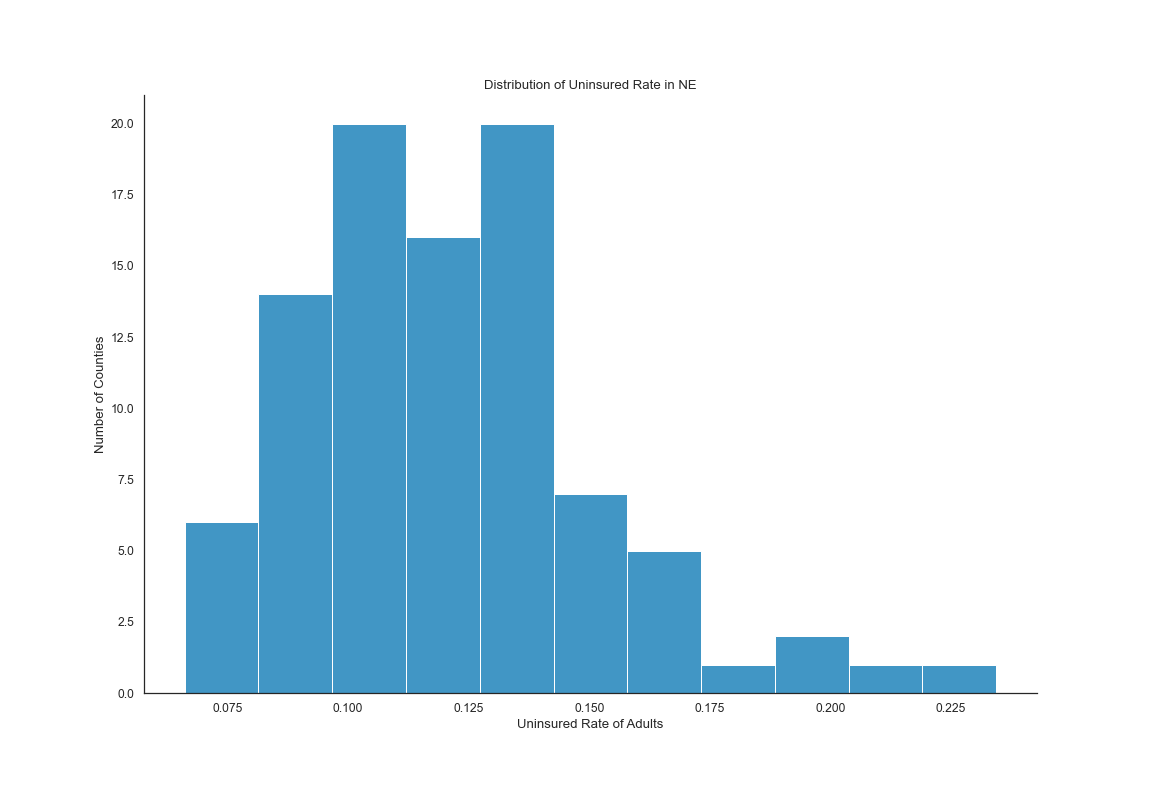 Distribution of Uninsured Rate in NE
20.0
17.5
15.0
12.5
10.0
7.5
5.0
2.5
0.0
Number of Counties
0.075 0.100 0.125 0.150 0.175 0.200 0.225
Uninsured Rate of Adults